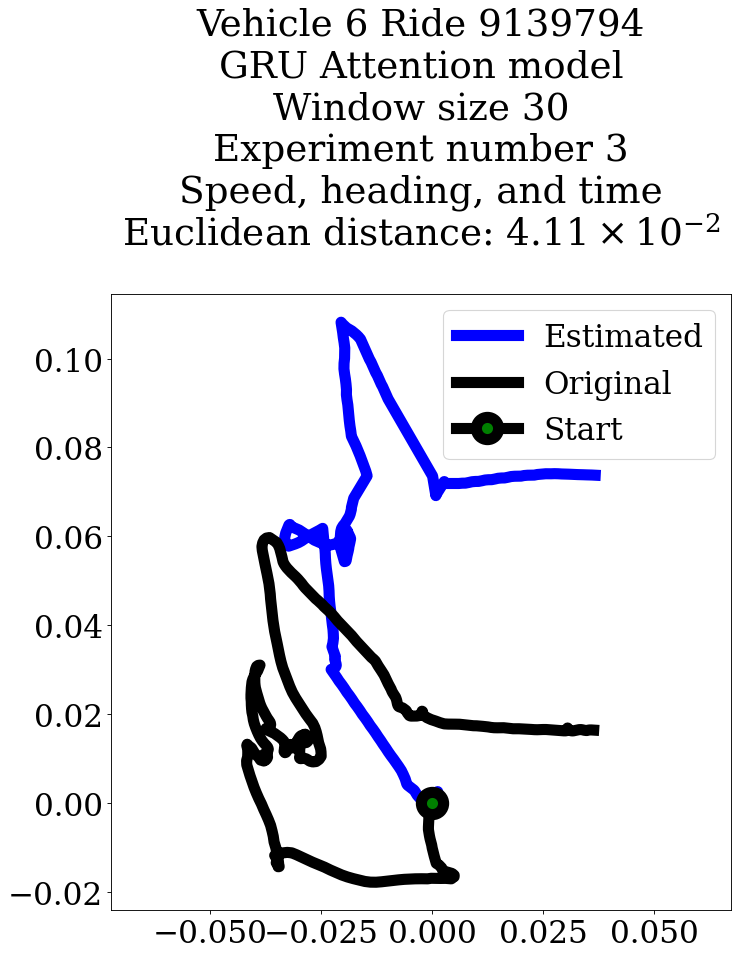 Vehicle 6 Ride 9139794
GRU Attention model
Window size 30
Experiment number 3
Speed, heading, and time
Euclidean distance: 4.11 × 10⁻²
Estimated
Original
Start
0.10
0.08
0.06
0.04
0.02
0.00
−0.02
−0.050 −0.025 0.000 0.025 0.050